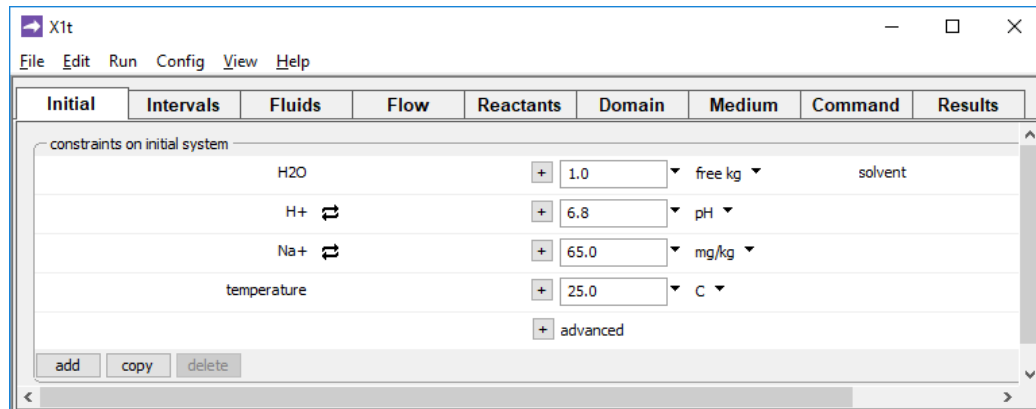 X1t
File Edit Run Config View Help
Initial Intervals Fluids Flow Reactants Domain Medium Command Results
constraints on initial system
H2O + 1.0 free kg solvent
H+ + 6.8 pH
Na+ + 65.0 mg/kg
temperature + 25.0 C
+ advanced
add copy delete